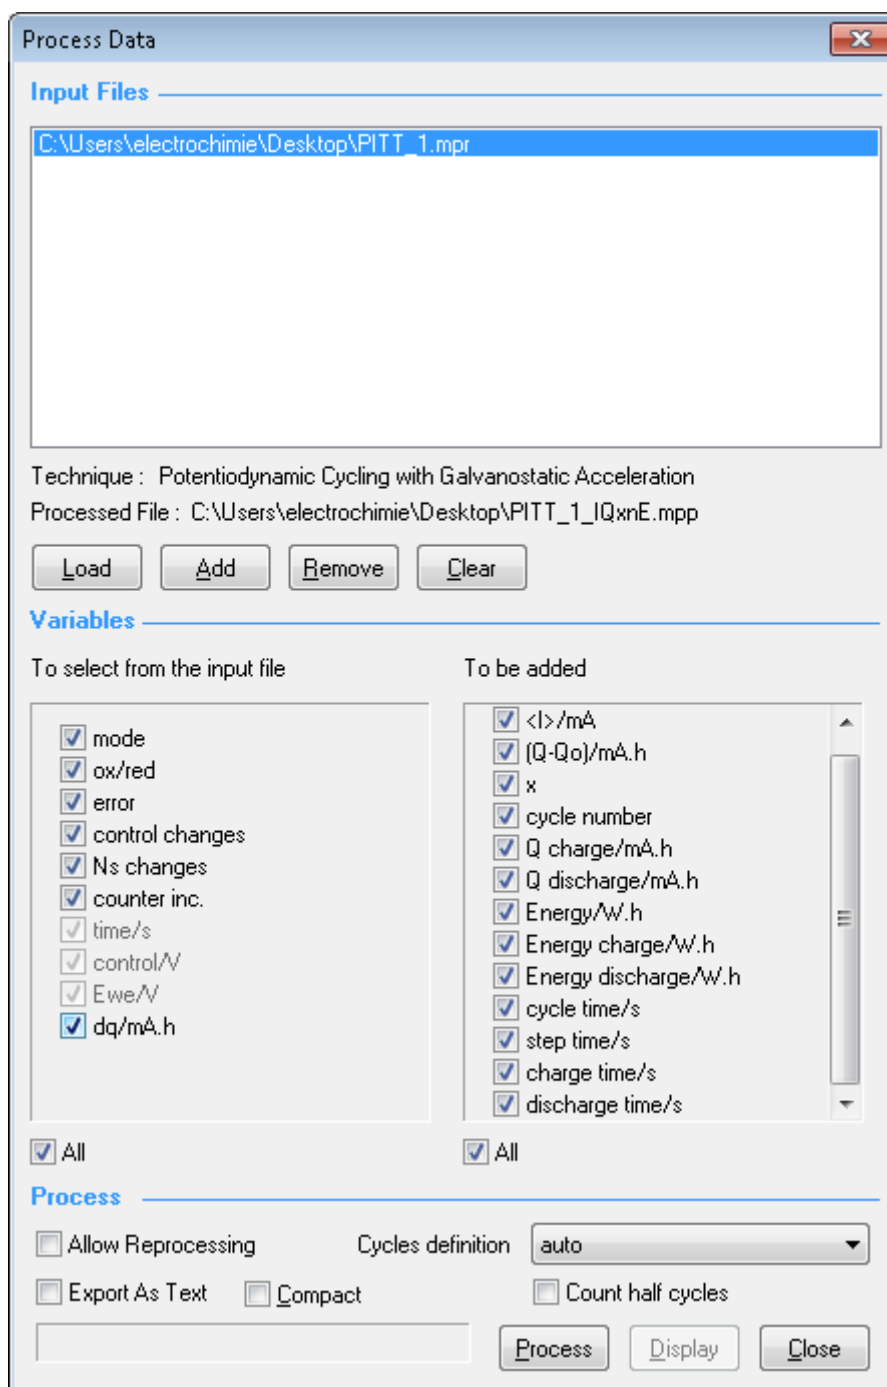 Process Data
Input Files
C:\Users\electrochimie\Desktop\PITT_1.mpr
Technique : Potentiodynamic Cycling with Galvanostatic Acceleration
Processed File : C:\Users\electrochimie\Desktop\PITT_1_IQxnE.mpp
Load Add Remove Clear
Variables
To select from the input file
mode
ox/red
error
control changes
Ns changes
counter inc.
time/s
control/V
Ewe/V
dq/mA.h
All
To be added
<I>/mA
(Q-Qo)/mA.h
x
cycle number
Q charge/mA.h
Q discharge/mA.h
Energy/W.h
Energy charge/W.h
Energy discharge/W.h
cycle time/s
step time/s
charge time/s
discharge time/s
All
Process
Allow Reprocessing Cycles definition auto
Export As Text Compact Count half cycles
Process Display Close